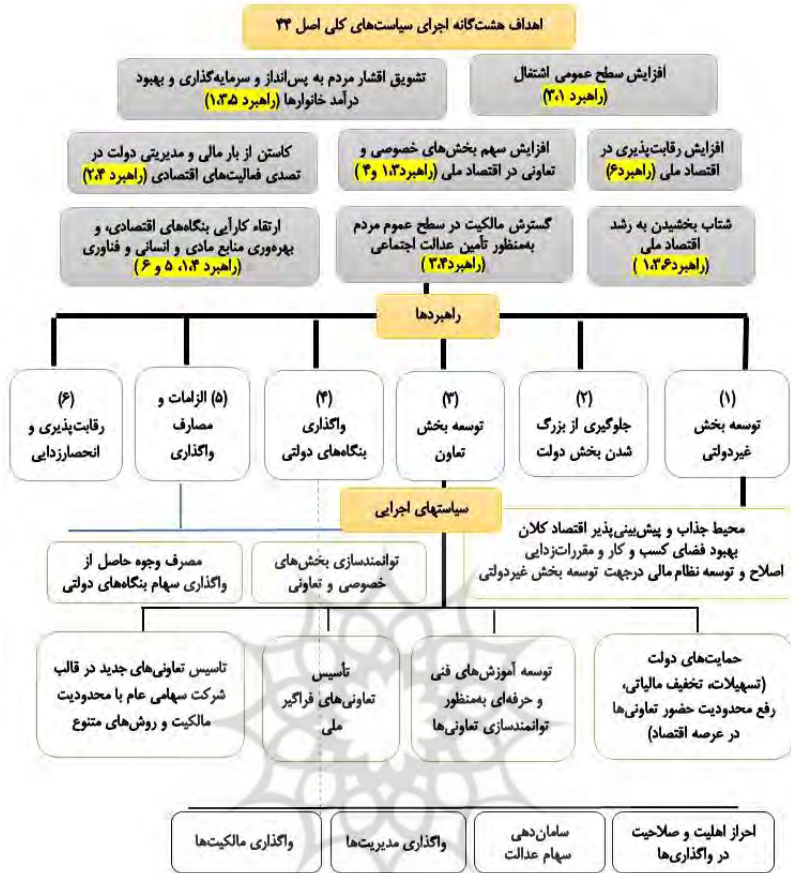 اهداف هشت‌گانه اجرای سیاست‌های کلی اصل ۴۴
افزایش سطح عمومی اشتغال
(راهبرد ۳،۱)
تشویق اقشار مردم به پس‌انداز و سرمایه‌گذاری و بهبود
درآمد خانوارها (راهبرد ۱،۳،۵)
افزایش رقابت‌پذیری در
اقتصاد ملی (راهبرد۶)
افزایش سهم بخش‌های خصوصی و
تعاونی در اقتصاد ملی (راهبرد۱،۳ و۴ )
کاستن از بار مالی و مدیریتی دولت در
تصدی فعالیت‌های اقتصادی (راهبرد ۲،۴)
شتاب بخشیدن به رشد
اقتصاد ملی
(راهبرد۱،۳،۶ )
گسترش مالکیت در سطح عموم مردم
به‌منظور تأمین عدالت اجتماعی
(راهبرد۳،۴ )
ارتقاء کارآیی بنگاه‌های اقتصادی، و
بهره‌وری منابع مادی و انسانی و فناوری
(راهبرد ۱،۴، ۵ و ۶ )
راهبردها
(۱)
توسعه بخش
غیردولتی
(۲)
جلوگیری از بزرگ
شدن بخش دولت
(۳)
توسعه بخش
تعاون
(۴)
واگذاری
بنگاه‌های دولتی
(۵) الزامات و
مصارف
واگذاری
(۶)
رقابت‌پذیری و
انحصارزدایی
سیاستهای اجرایی
محیط جذاب و پیش‌بینی‌پذیر اقتصاد کلان
بهبود فضای کسب و کار و مقررات‌زدایی
اصلاح و توسعه نظام مالی درجهت توسعه بخش غیردولتی
توانمندسازی بخش‌های
خصوصی و تعاونی
مصرف وجوه حاصل از
واگذاری سهام بنگاه‌های دولتی
حمایت‌های دولت
(تسهیلات، تخفیف مالیاتی،
رفع محدودیت حضور تعاونی‌ها
در عرصه اقتصاد)
توسعه آموزش‌های فنی
و حرفه‌ای به‌منظور
توانمندسازی تعاونی‌ها
تأسیس
تعاونی‌های فراگیر
ملی
تاسیس تعاونی‌های جدید در قالب
شرکت سهامی عام با محدودیت
مالکیت و روش‌های متنوع
احراز اهلیت و صلاحیت
در واگذاری‌ها
سامان‌دهی
سهام عدالت
واگذاری مدیریت‌ها
واگذاری مالکیت‌ها